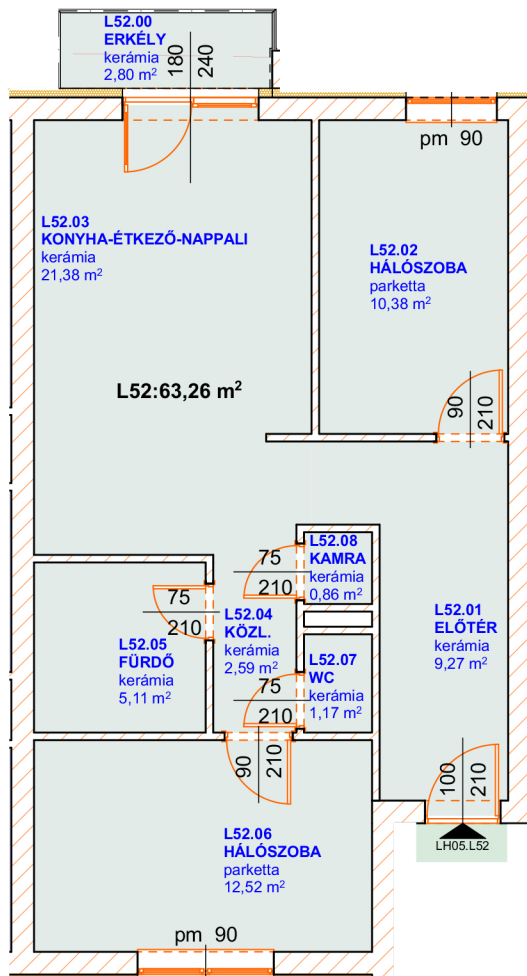 L52.00
ERKÉLY
kerámia
2,80 m²
180
240
pm 90
L52.03
KONYHA-ÉTKEZŐ-NAPPALI
kerámia
21,38 m²
L52.02
HÁLÓSZOBA
parketta
10,38 m²
L52:63,26 m²
90
210
L52.08
KAMRA
kerámia
0,86 m²
75
210
75
210
L52.04
KÖZL.
kerámia
2,59 m²
L52.01
ELŐTÉR
kerámia
9,27 m²
L52.05
FÜRDŐ
kerámia
5,11 m²
L52.07
WC
kerámia
1,17 m²
75
210
90
210
100
210
L52.06
HÁLÓSZOBA
parketta
12,52 m²
LH05.L52
pm 90